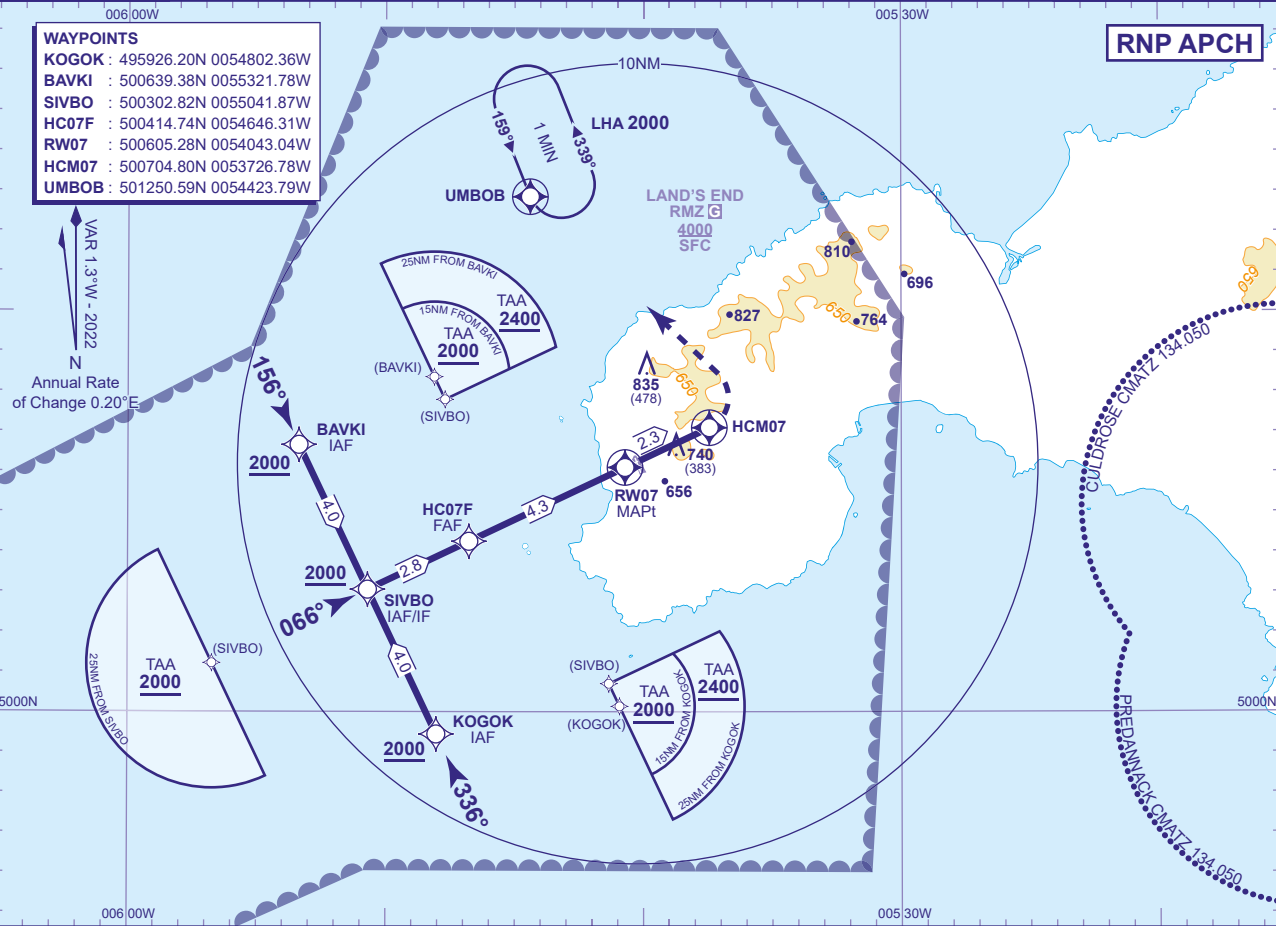 006 00W
005 30W
RNP APCH
WAYPOINTS
KOGOK : 495926.20N 0054802.36W
BAVKI : 500639.38N 0055321.78W
SIVBO : 500302.82N 0055041.87W
HC07F : 500414.74N 0054646.31W
RW07 : 500605.28N 0054043.04W
HCM07 : 500704.80N 0053726.78W
UMBOB : 501250.59N 0054423.79W
VAR 1.3°W - 2022
N
Annual Rate
of Change 0.20°E
10NM
159°
1 MIN
339°
LHA 2000
UMBOB
LAND'S END
RMZ G
4000
SFC
25NM FROM BAVKI
TAA
2400
15NM FROM BAVKI
TAA
2000
(BAVKI)
(SIVBO)
810
696
650
764
827
650
835
(478)
650
CULDROSE CMATZ 134.050
156°
BAVKI
IAF
2000
HCM07
2.3
740
(383)
656
RW07
MAPt
4.0
HC07F
FAF
4.3
2.8
2000
SIVBO
IAF/IF
066°
4.0
(SIVBO)
TAA
2000
25NM FROM SIVBO
KOGOK
IAF
2000
336°
(SIVBO)
(KOGOK)
TAA
2000
15NM FROM KOGOK
TAA
2400
25NM FROM KOGOK
5000N
5000N
PREDANNACK CMATZ 134.050
006 00W
005 30W